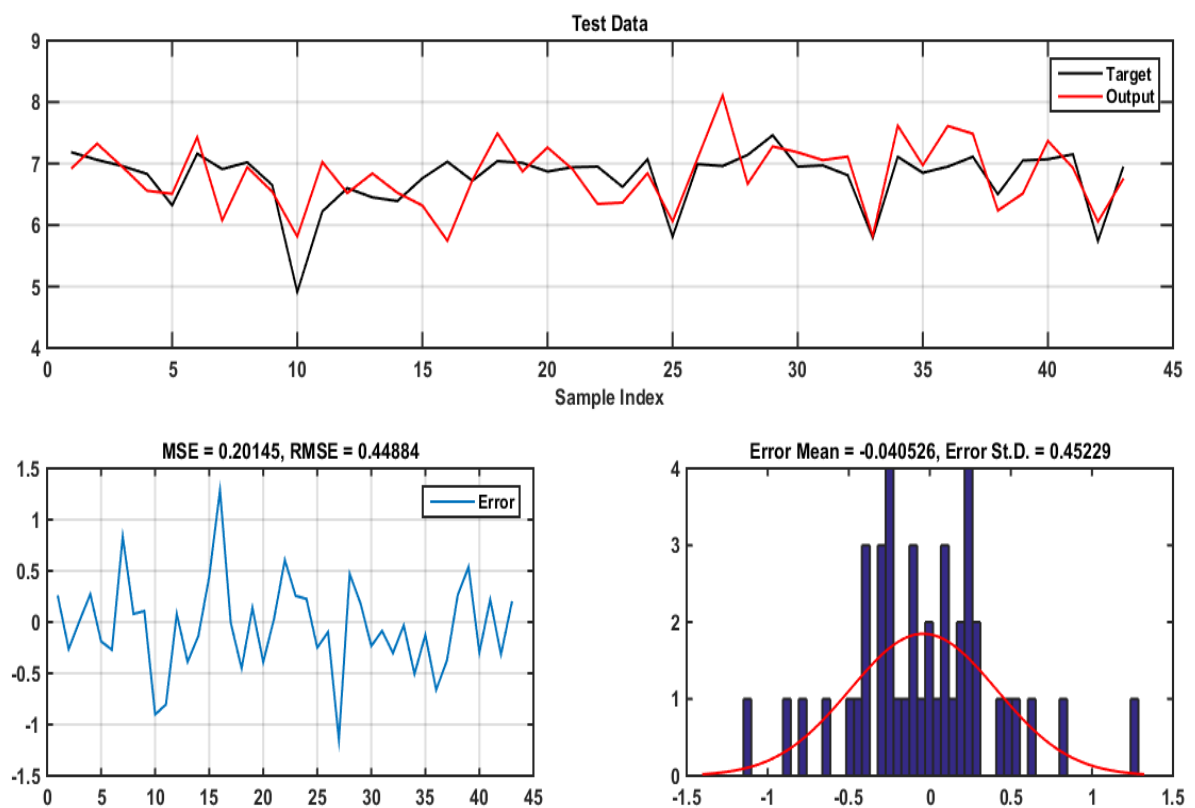 Test Data
9
8
7
6
5
4
Target
Output
0 5 10 15 20 25 30 35 40 45
Sample Index
MSE = 0.20145, RMSE = 0.44884
1.5
1
0.5
0
-0.5
-1
-1.5
Error
0 5 10 15 20 25 30 35 40 45
Error Mean = -0.040526, Error St.D. = 0.45229
4
3
2
1
0
-1.5 -1 -0.5 0 0.5 1 1.5